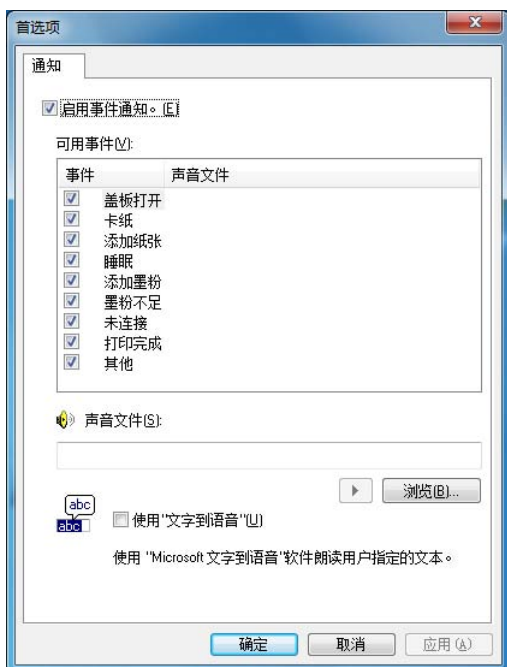 首选项
通知
启用事件通知。(E)
可用事件(V):
事件 声音文件
盖板打开
卡纸
添加纸张
睡眠
添加墨粉
墨粉不足
未连接
打印完成
其他
声音文件(S):
浏览(B)...
abc
abc
使用"文字到语音"(U)
使用 "Microsoft 文字到语音"软件朗读用户指定的文本。
确定 取消 应用(A)